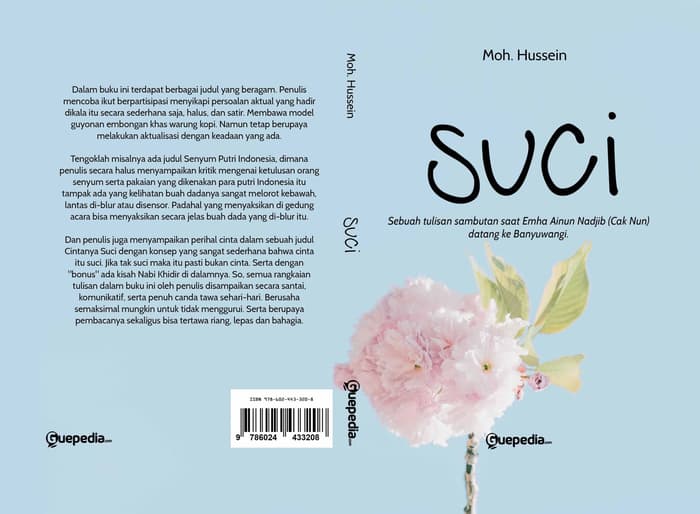 Dalam buku ini terdapat berbagai judul yang beragam. Penulis
mencoba ikut berpartisipasi menyikapi persoalan aktual yang hadir
dikala itu secara sederhana saja, halus, dan satir. Membawa model
guyonan embongan khas warung kopi. Namun tetap berupaya
melakukan aktualisasi dengan keadaan yang ada.
Tengoklah misalnya ada judul Senyum Putri Indonesia, dimana
penulis secara halus menyampaikan kritik mengenai ketulusan orang
senyum serta pakaian yang dikenakan para putri Indonesia itu
tampak ada yang kelihatan buah dadanya sangat melorot kebawah,
lantas di-blur atau disensor. Padahal yang menyaksikan di gedung
acara bisa menyaksikan secara jelas buah dada yang di-blur itu.
Dan penulis juga menyampaikan perihal cinta dalam sebuah judul
Cintanya Suci dengan konsep yang sangat sederhana bahwa cinta
itu suci. Jika tak suci maka itu pasti bukan cinta. Serta dengan
"bonus" ada kisah Nabi Khidir di dalamnya. So, semua rangkaian
tulisan dalam buku ini oleh penulis disampaikan secara santai,
komunikatif, serta penuh canda tawa sehari-hari. Berusaha
semaksimal mungkin untuk tidak menggurui. Serta berupaya
pembacanya sekaligus bisa tertawa riang, lepas dan bahagia.
Guepedia.com
ISBN 978-602-443-320-8
9 786024 433208
Moh. Hussein
SUCi
Guepedia.com
Moh. Hussein
SUCi
Sebuah tulisan sambutan saat Emha Ainun Nadjib (Cak Nun)
datang ke Banyuwangi.
Guepedia.com